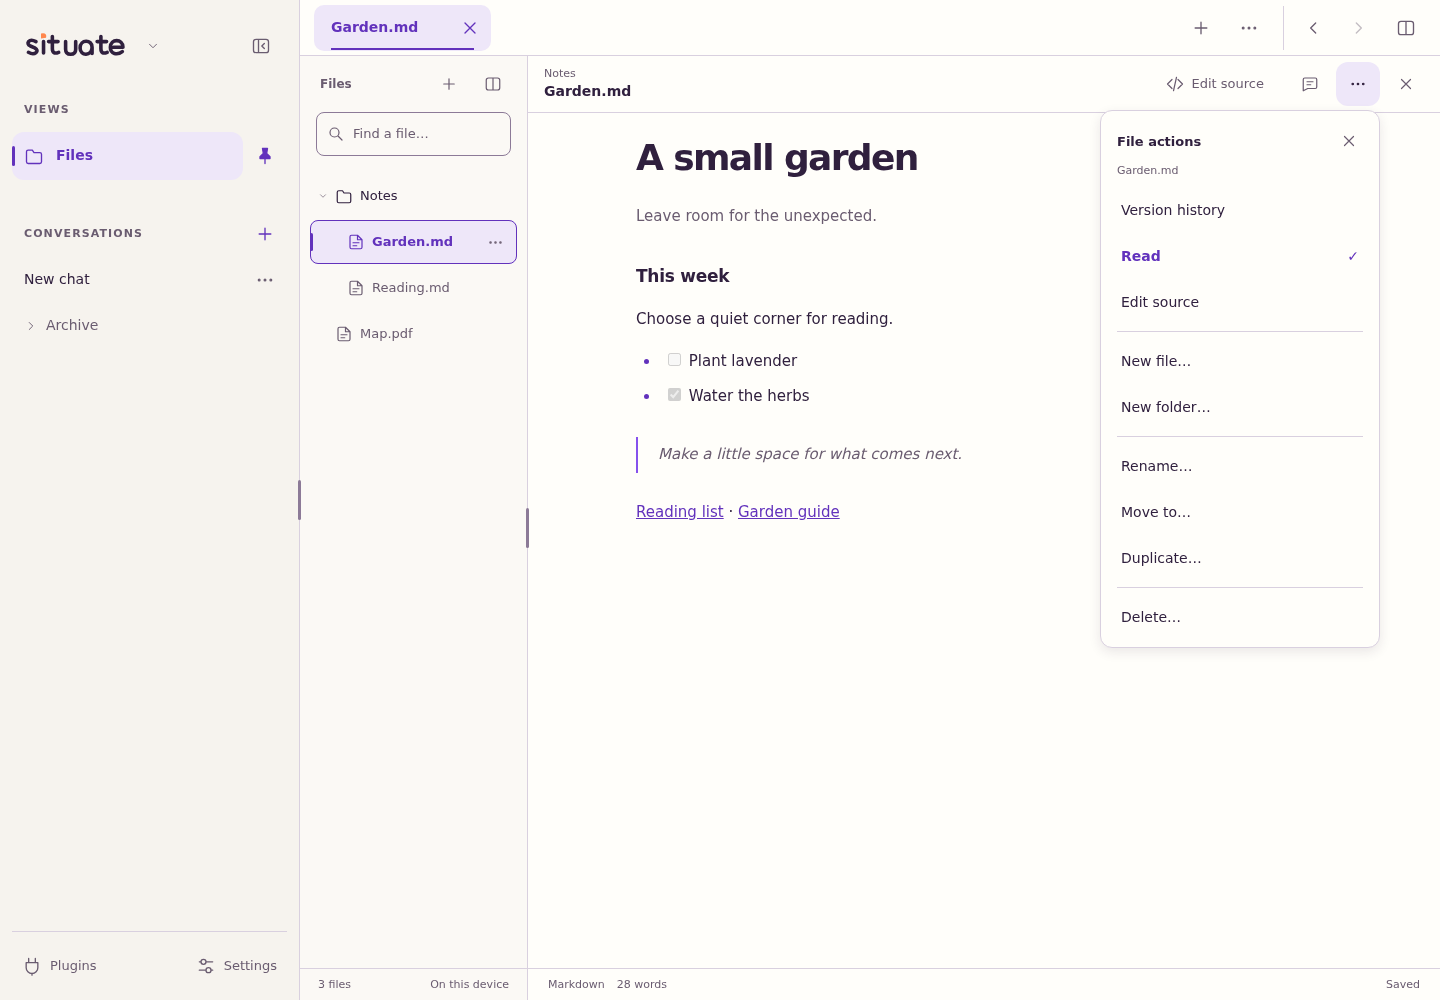 situate
VIEWS
Files
CONVERSATIONS
New chat
Archive
Plugins
Settings
Garden.md
Files
Find a file…
Notes
Garden.md
Reading.md
Map.pdf
3 files
On this device
Notes
Garden.md
Edit source
A small garden
Leave room for the unexpected.
This week
Choose a quiet corner for reading.
Plant lavender
Water the herbs
Make a little space for what comes next.
Reading list · Garden guide
File actions
Garden.md
Version history
Read ✓
Edit source
New file…
New folder…
Rename…
Move to…
Duplicate…
Delete…
Markdown 28 words
Saved